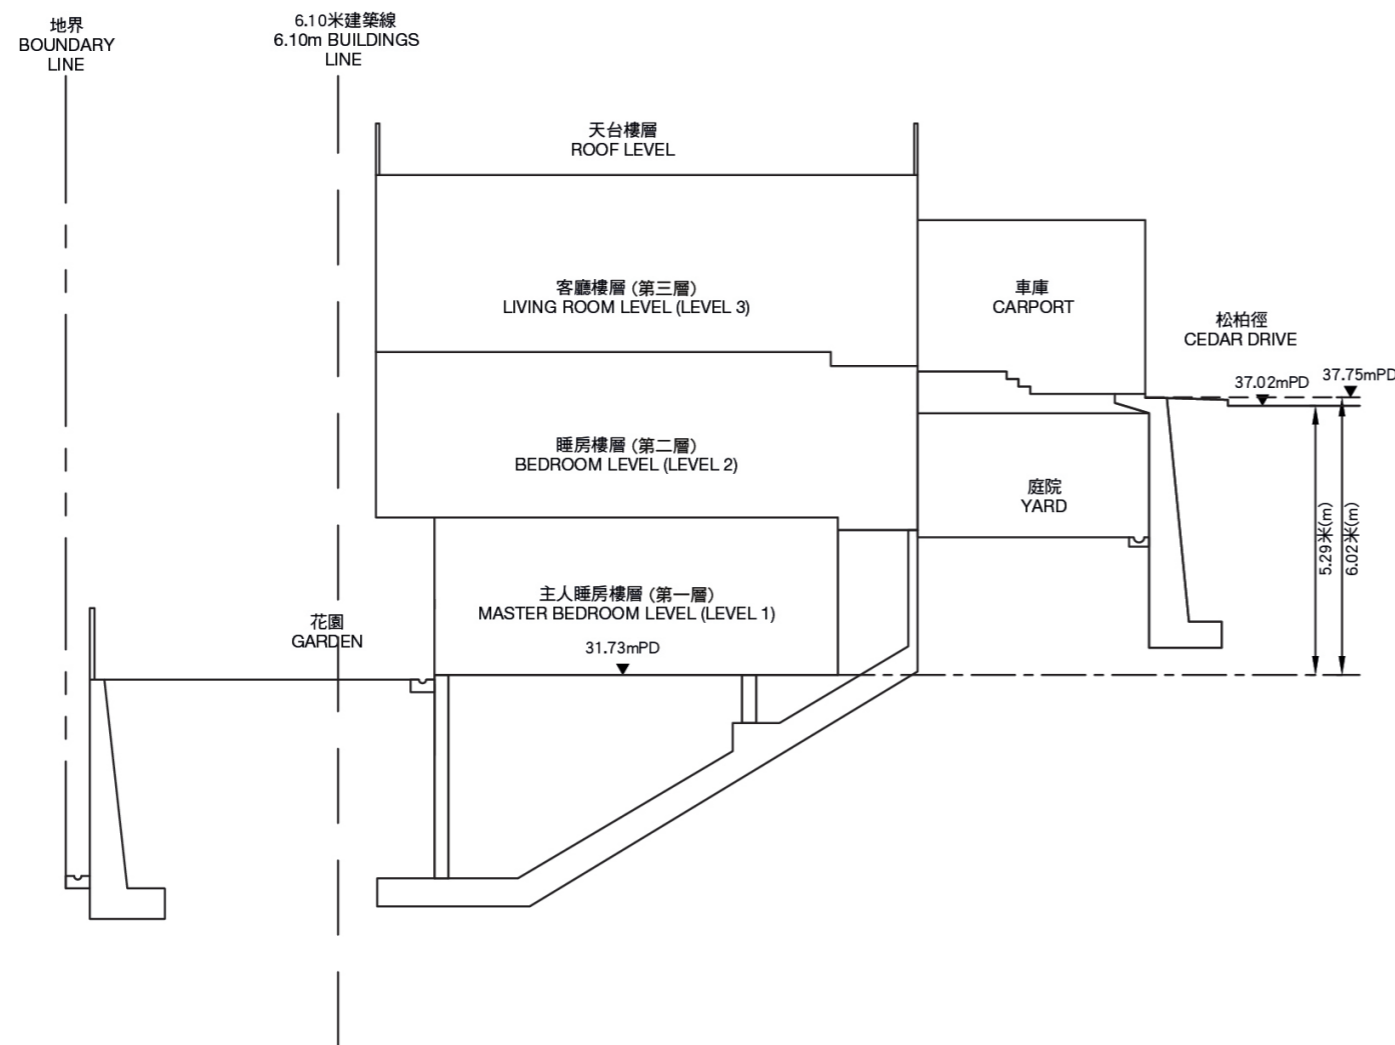 地界
BOUNDARY
LINE
6.10米建築線
6.10m BUILDINGS
LINE
天台樓層
ROOF LEVEL
客廳樓層 (第三層)
LIVING ROOM LEVEL (LEVEL 3)
車庫
CARPORT
松柏徑
CEDAR DRIVE
37.02mPD
37.75mPD
睡房樓層 (第二層)
BEDROOM LEVEL (LEVEL 2)
庭院
YARD
5.29米(m)
6.02米(m)
主人睡房樓層 (第一層)
MASTER BEDROOM LEVEL (LEVEL 1)
31.73mPD
花園
GARDEN